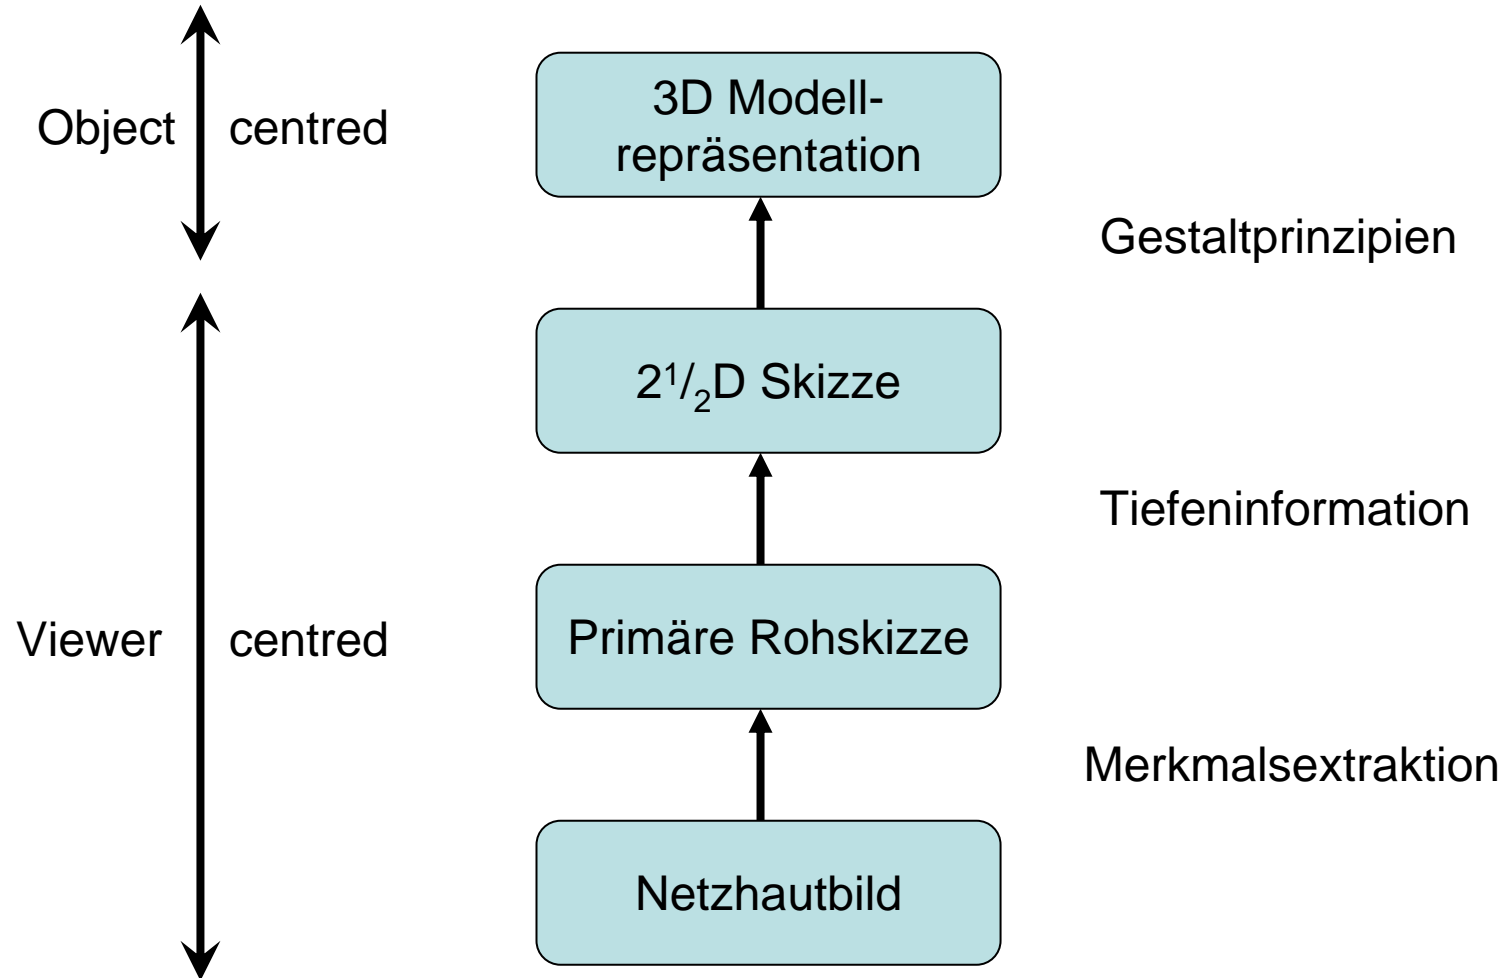 3D Modell-
repräsentation
Object centred
Gestaltprinzipien
2¹/₂D Skizze
Tiefeninformation
Viewer centred
Primäre Rohskizze
Merkmalsextraktion
Netzhautbild